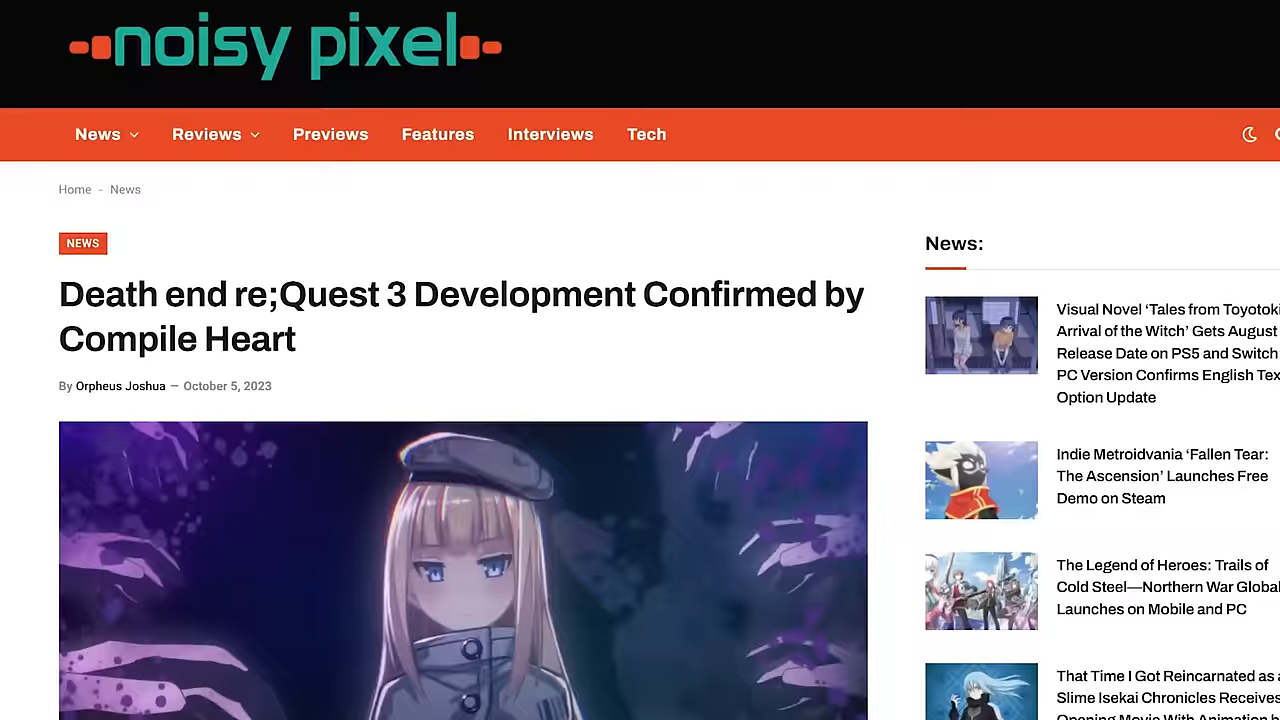 noisy pixel
News Reviews Previews Features Interviews Tech
Home - News
NEWS
Death end re;Quest 3 Development Confirmed by
Compile Heart
By Orpheus Joshua — October 5, 2023
News:
Visual Novel ‘Tales from Toyotoki
Arrival of the Witch’ Gets August
Release Date on PS5 and Switch
PC Version Confirms English Tex
Option Update
Indie Metroidvania ‘Fallen Tear:
The Ascension’ Launches Free
Demo on Steam
The Legend of Heroes: Trails of
Cold Steel—Northern War Global
Launches on Mobile and PC
That Time I Got Reincarnated as a
Slime Isekai Chronicles Receives
Opening Movie With Animation b